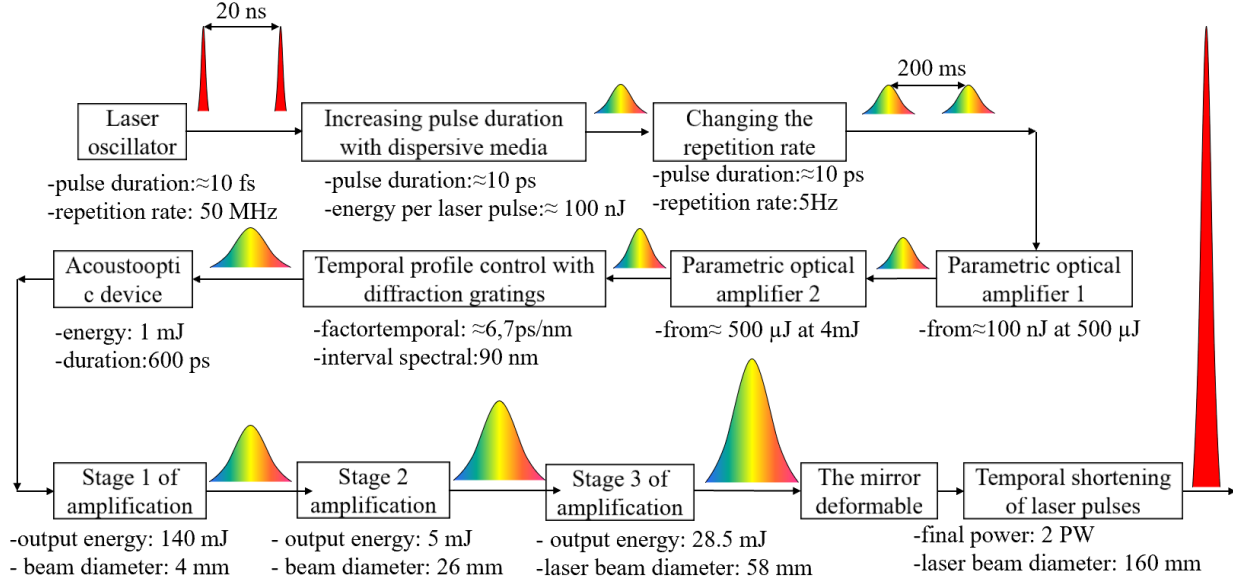 20 ns
Laser
oscillator
-pulse duration:≈10 fs
-repetition rate: 50 MHz
Increasing pulse duration
with dispersive media
-pulse duration:≈10 ps
-energy per laser pulse:≈ 100 nJ
Changing the
repetition rate
-pulse duration:≈10 ps
-repetition rate:5Hz
200 ms
Parametric optical
amplifier 1
-from≈100 nJ at 500 µJ
Parametric optical
amplifier 2
-from≈ 500 µJ at 4mJ
Temporal profile control with
diffraction gratings
-factortemporal: ≈6,7ps/nm
-interval spectral:90 nm
Acoustoopti
c device
-energy: 1 mJ
-duration:600 ps
Stage 1 of
amplification
-output energy: 140 mJ
- beam diameter: 4 mm
Stage 2
amplification
- output energy: 5 mJ
- beam diameter: 26 mm
Stage 3 of
amplification
- output energy: 28.5 mJ
-laser beam diameter: 58 mm
The mirror
deformable
Temporal shortening
of laser pulses
-final power: 2 PW
-laser beam diameter: 160 mm